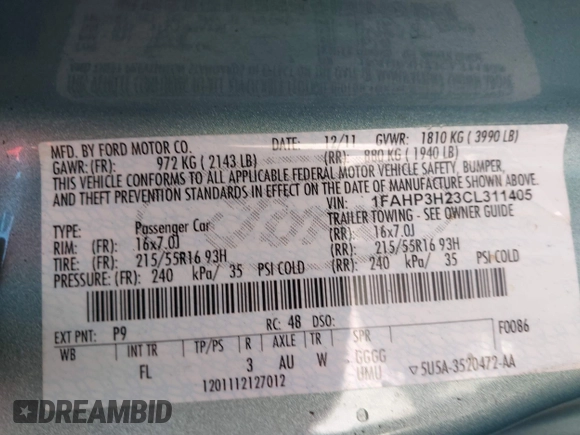 MFD. BY FORD MOTOR CO. DATE: 12/11 GVWR: 1810 KG ( 3990 LB)
GAWR: (FR): 972 KG ( 2143 LB) (RR): 880 KG ( 1940 LB)
THIS VEHICLE CONFORMS TO ALL APPLICABLE FEDERAL MOTOR VEHICLE SAFETY, BUMPER,
AND THEFT PREVENTION STANDARDS IN EFFECT ON THE DATE OF MANUFACTURE SHOWN ABOVE.
VIN: 1FAHP3H23CL311405
TYPE: Passenger Car TRAILER TOWING - SEE OWNER GUIDE
RIM: (FR): 16x7.0J (RR): 16x7.0J
TIRE: (FR): 215/55R16 93H (RR): 215/55R16 93H
PRESSURE: (FR): 240 kPa/ 35 PSI COLD (RR): 240 kPa/ 35 PSI COLD
EXT PNT: P9 RC: 48 DSO: F0086
WB INT TR TP/PS R AXLE TR SPR
FL 3 AU W - GGGG
UMU ▽5U5A-3520472-AA
1201112127012
DREAMBID